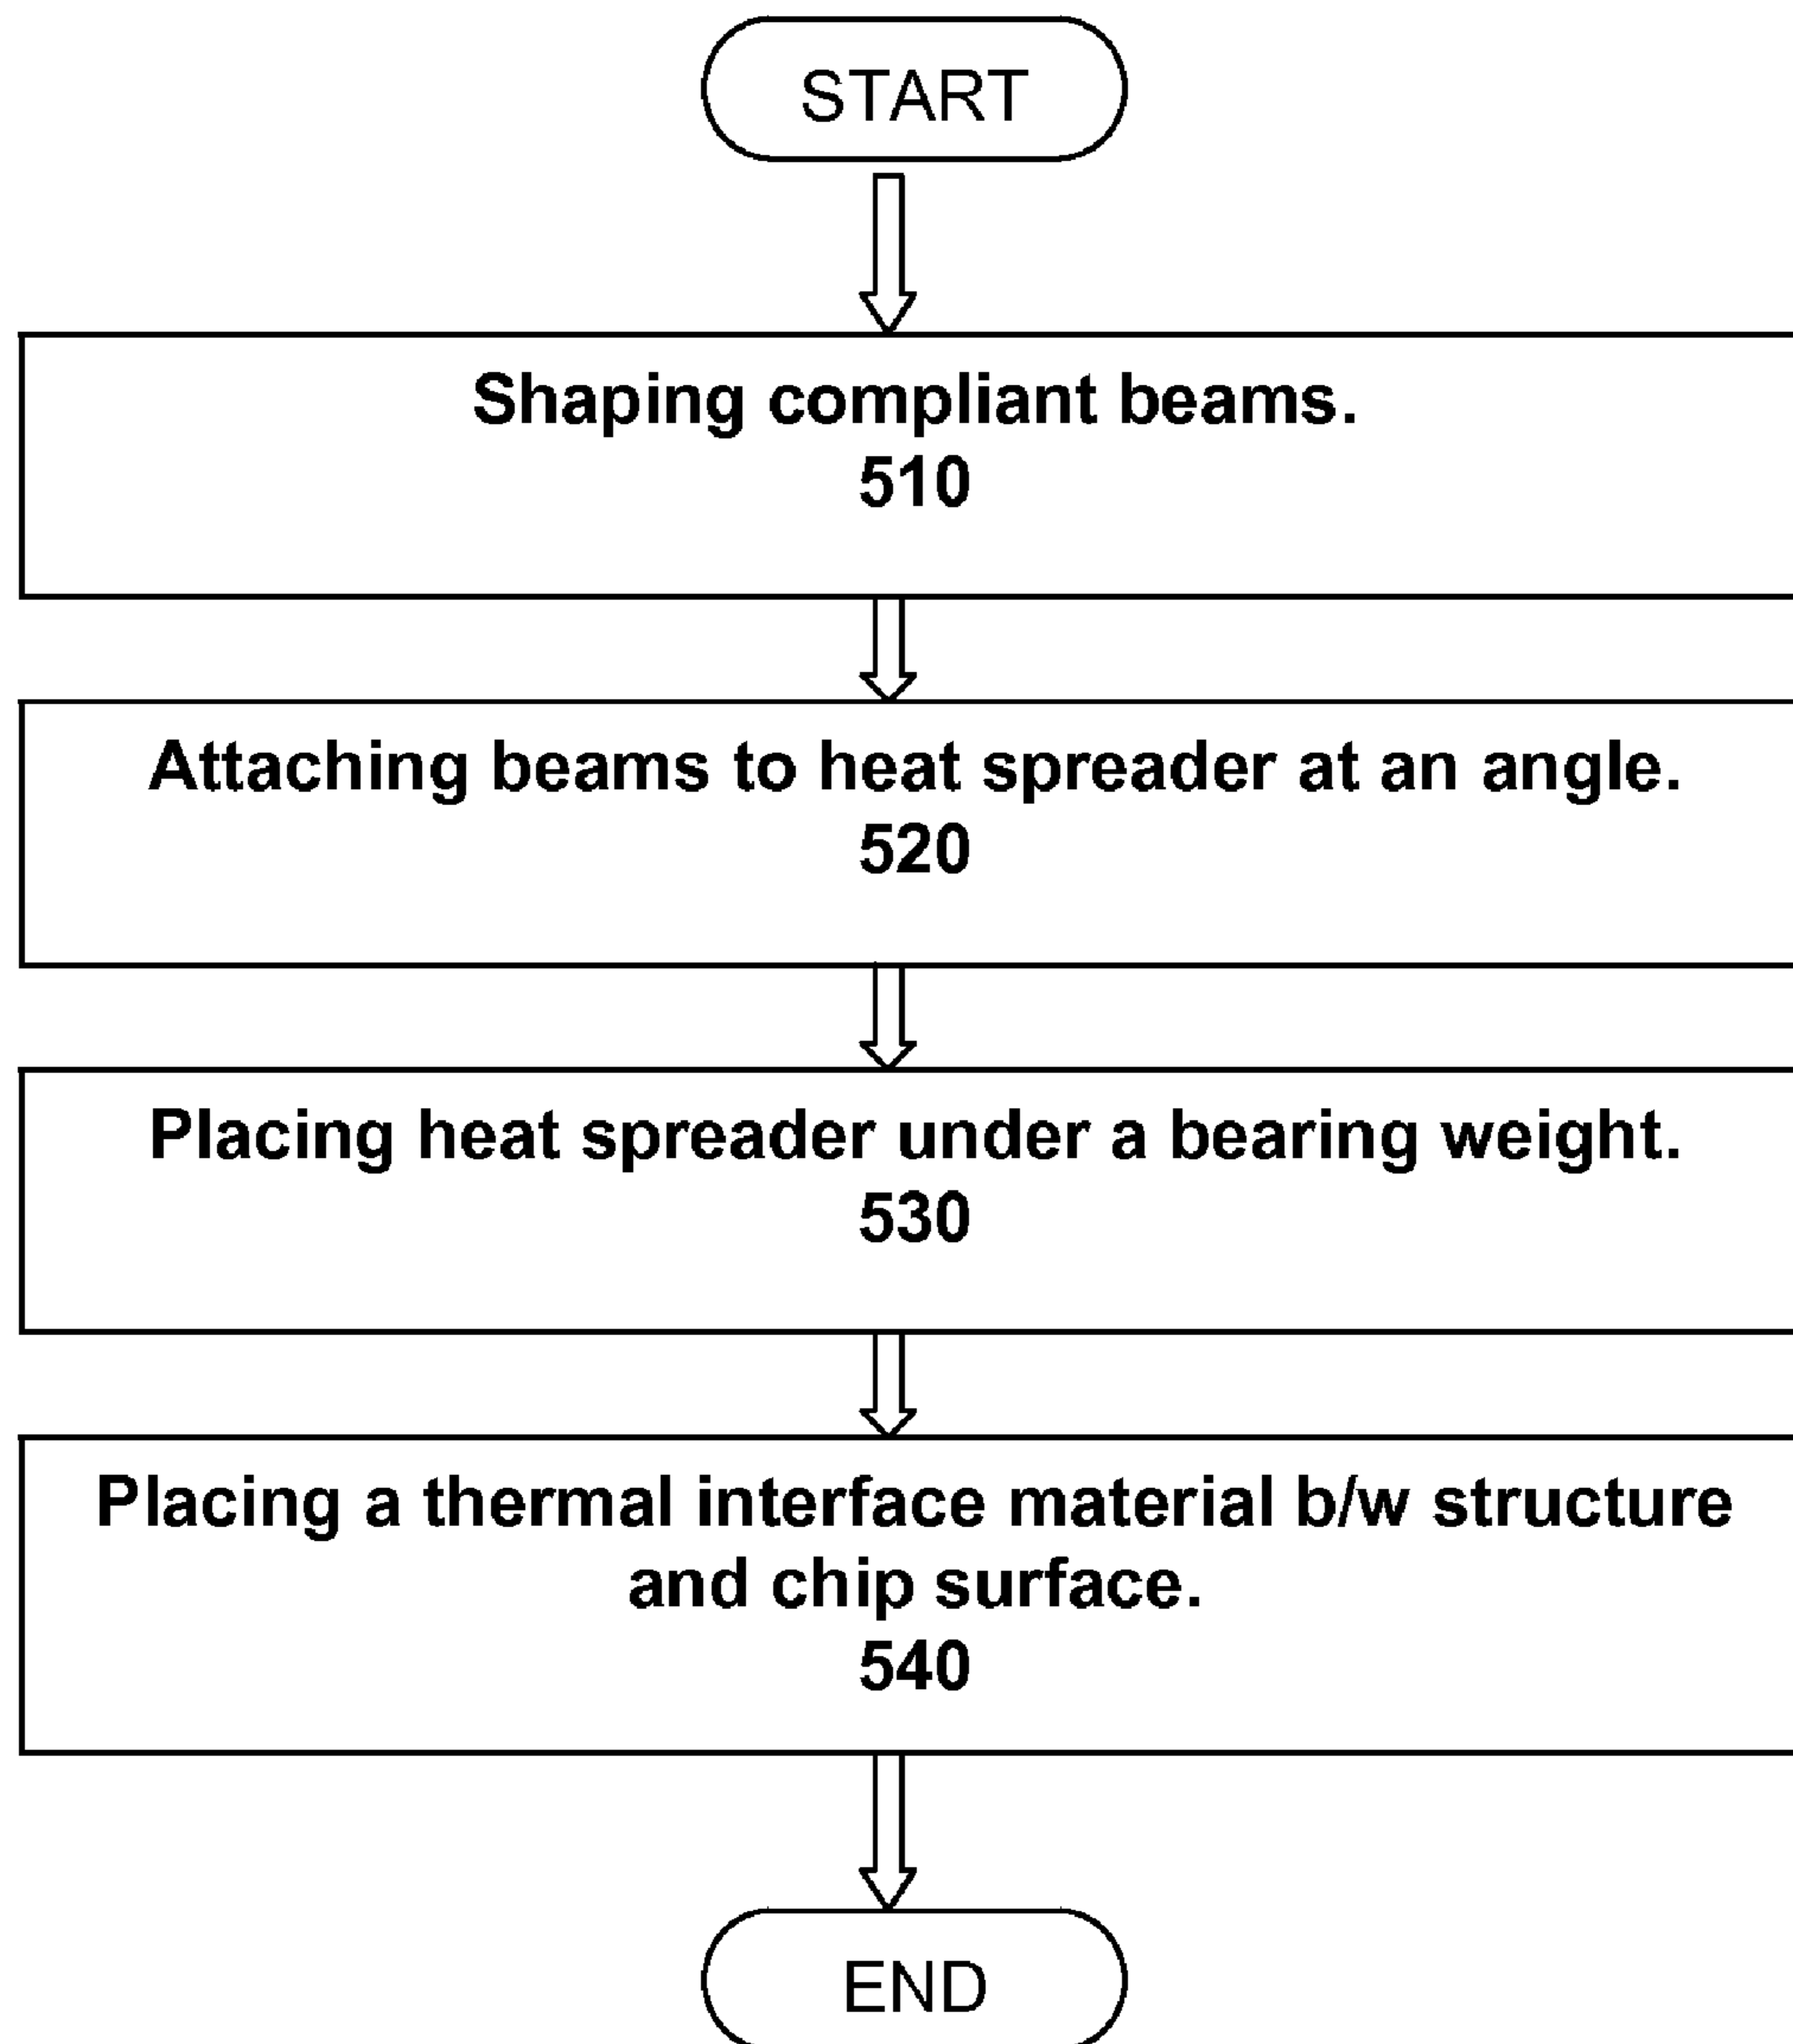 START
Shaping compliant beams.
510
Attaching beams to heat spreader at an angle.
520
Placing heat spreader under a bearing weight.
530
Placing a thermal interface material b/w structure
and chip surface.
540
END